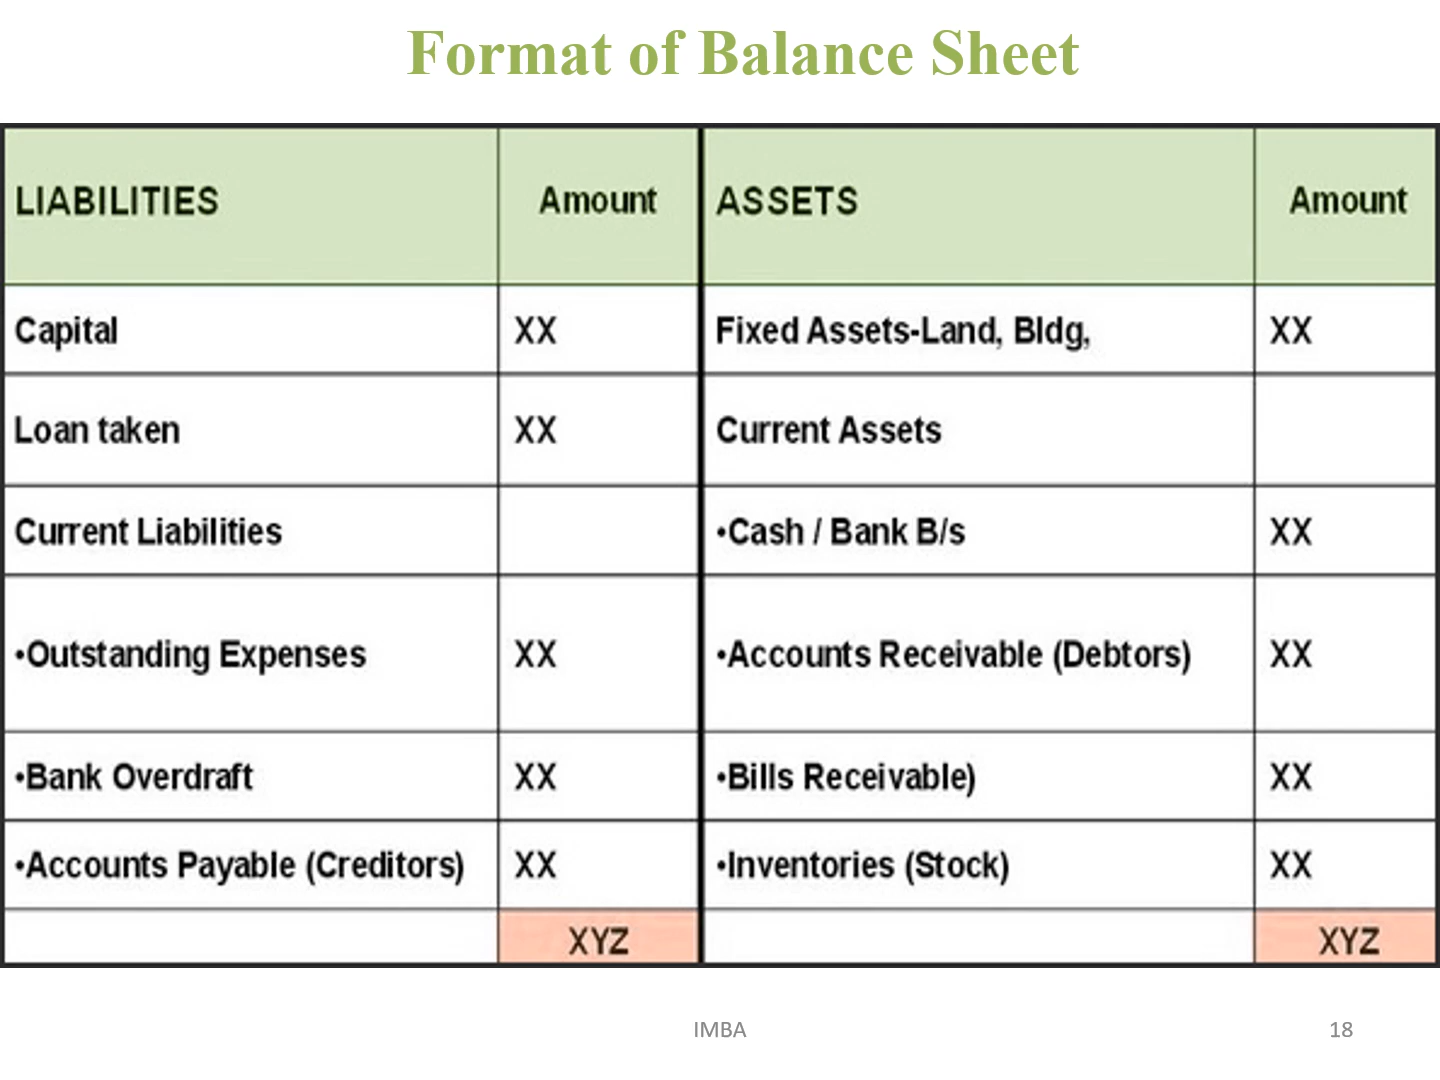 Format of Balance Sheet
LIABILITIES Amount ASSETS Amount
Capital XX Fixed Assets-Land, Bldg, XX
Loan taken XX Current Assets
Current Liabilities •Cash / Bank B/s XX
•Outstanding Expenses XX •Accounts Receivable (Debtors) XX
•Bank Overdraft XX •Bills Receivable) XX
•Accounts Payable (Creditors) XX •Inventories (Stock) XX
XYZ XYZ
IMBA 18